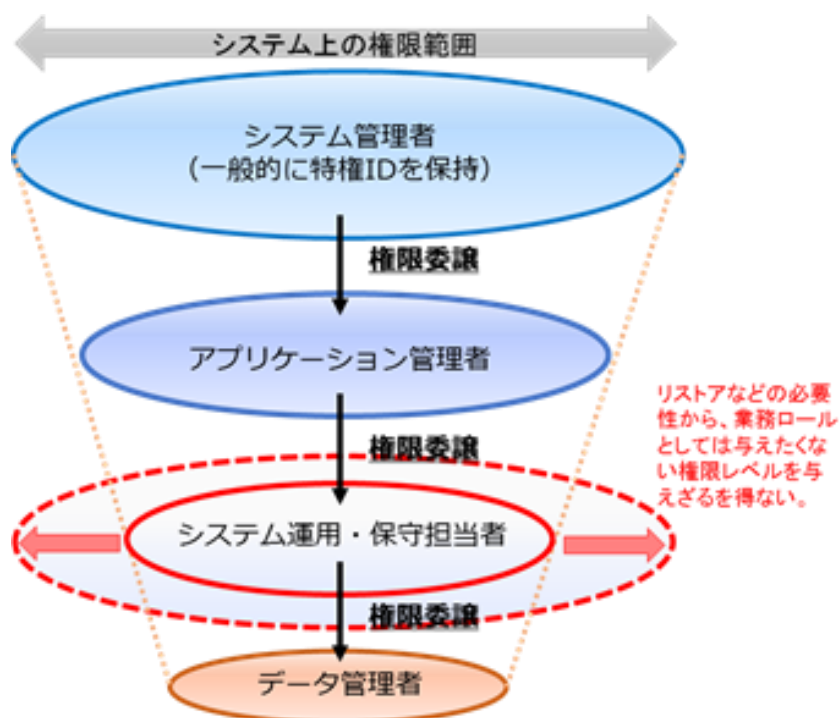 システム上の権限範囲
システム管理者
（一般的に特権IDを保持）
権限委譲
アプリケーション管理者
権限委譲
リストアなどの必要
性から、業務ロール
としては与えたくな
い権限レベルを与
えざるを得ない。
システム運用・保守担当者
権限委譲
データ管理者